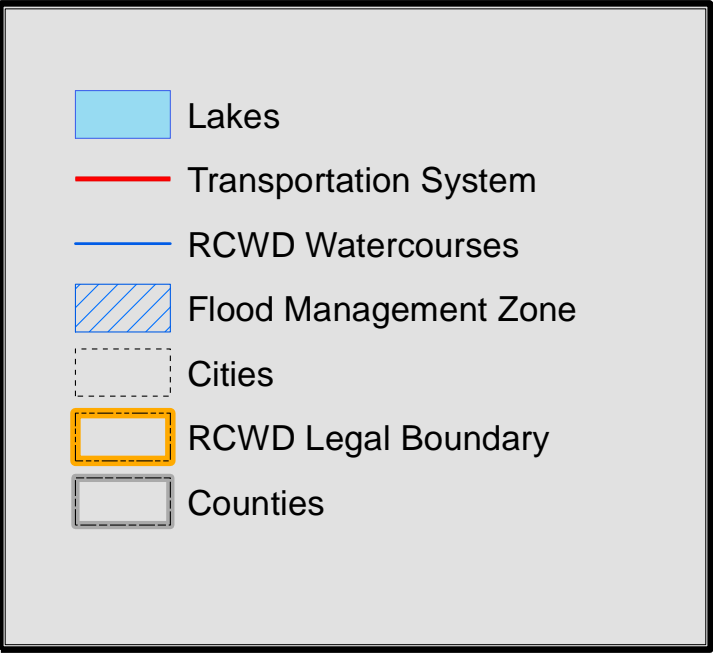 Lakes
Transportation System
RCWD Watercourses
Flood Management Zone
Cities
RCWD Legal Boundary
Counties